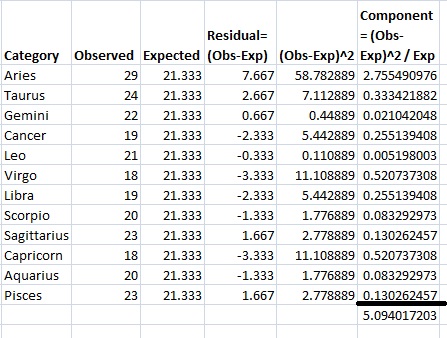 Component
Residual= = (Obs-
Category Observed Expected (Obs-Exp) (Obs-Exp)^2 Exp)^2 / Exp
Aries 29 21.333 7.667 58.782889 2.755490976
Taurus 24 21.333 2.667 7.112889 0.333421882
Gemini 22 21.333 0.667 0.44889 0.021042048
Cancer 19 21.333 -2.333 5.442889 0.255139408
Leo 21 21.333 -0.333 0.110889 0.005198003
Virgo 18 21.333 -3.333 11.108889 0.520737308
Libra 19 21.333 -2.333 5.442889 0.255139408
Scorpio 20 21.333 -1.333 1.776889 0.083292973
Sagittarius 23 21.333 1.667 2.778889 0.130262457
Capricorn 18 21.333 -3.333 11.108889 0.520737308
Aquarius 20 21.333 -1.333 1.776889 0.083292973
Pisces 23 21.333 1.667 2.778889 0.130262457
5.094017203